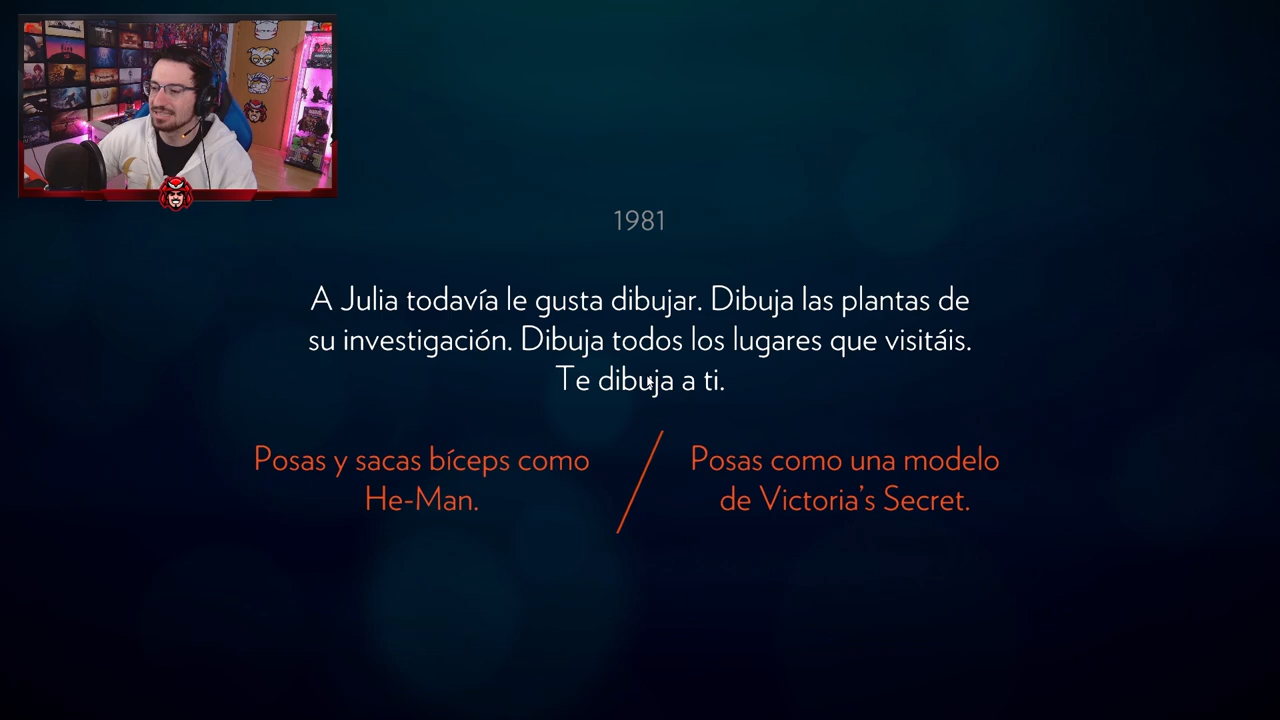 1981
A Julia todavía le gusta dibujar. Dibuja las plantas de
su investigación. Dibuja todos los lugares que visitáis.
Te dibuja a ti.
Posas y sacas bíceps como
He-Man.
Posas como una modelo
de Victoria's Secret.